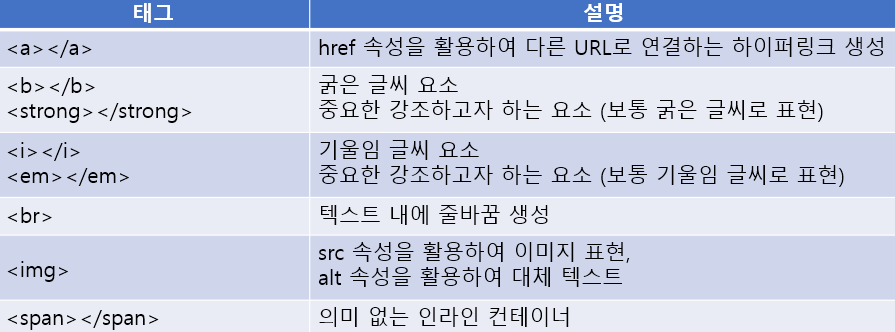 태그 설명
<a></a> href 속성을 활용하여 다른 URL로 연결하는 하이퍼링크 생성
<b></b> 굵은 글씨 요소
<strong></strong> 중요한 강조하고자 하는 요소 (보통 굵은 글씨로 표현)
<i></i> 기울임 글씨 요소
<em></em> 중요한 강조하고자 하는 요소 (보통 기울임 글씨로 표현)
<br> 텍스트 내에 줄바꿈 생성
<img> src 속성을 활용하여 이미지 표현,
alt 속성을 활용하여 대체 텍스트
<span></span> 의미 없는 인라인 컨테이너